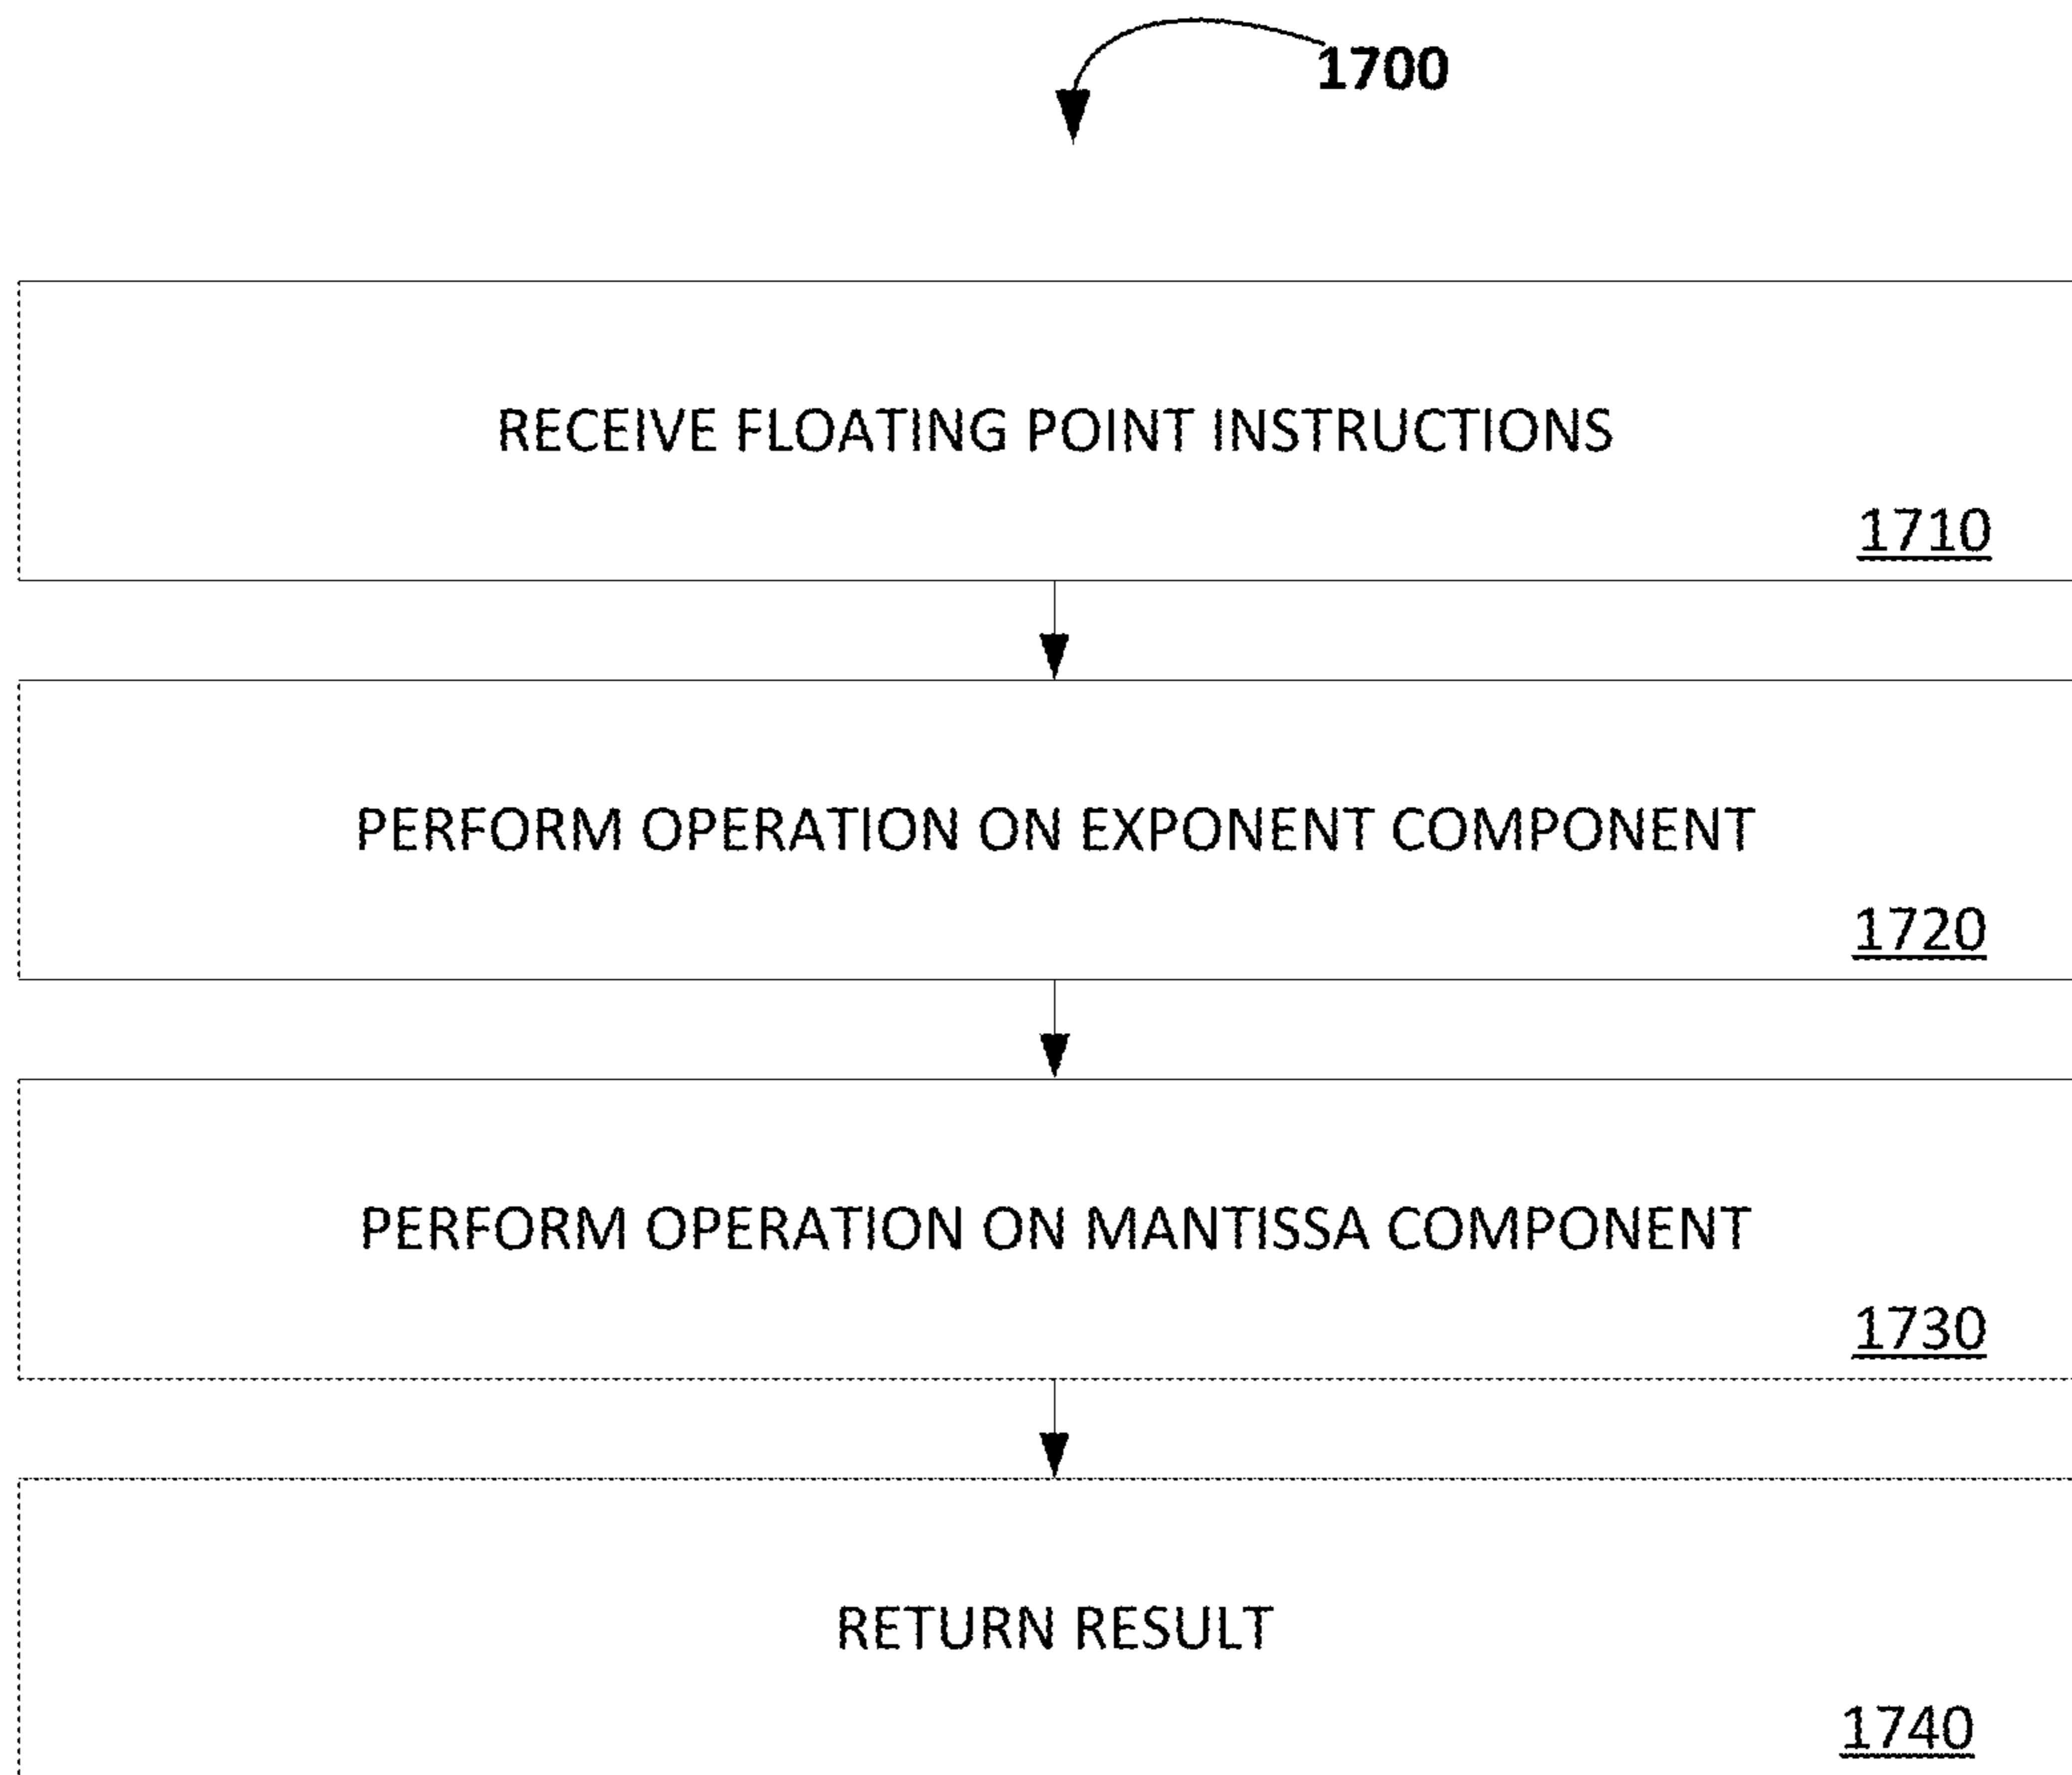 1700
RECEIVE FLOATING POINT INSTRUCTIONS
1710
PERFORM OPERATION ON EXPONENT COMPONENT
1720
PERFORM OPERATION ON MANTISSA COMPONENT
1730
RETURN RESULT
1740